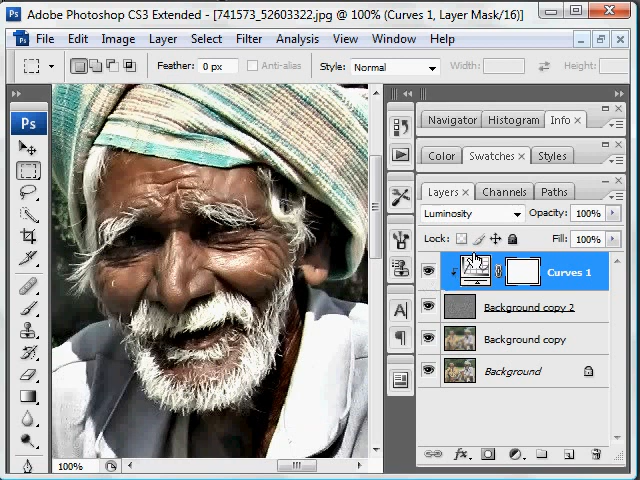 Adobe Photoshop CS3 Extended - [741573_52603322.jpg @ 100% (Curves 1, Layer Mask/16)]
File Edit Image Layer Select Filter Analysis View Window Help
Feather: 0 px Anti-alias Style: Normal Width: Height:
Ps
Navigator Histogram Info
Color Swatches Styles
Layers Channels Paths
Luminosity Opacity: 100%
Lock: Fill: 100%
Curves 1
Background copy 2
Background copy
Background
A
fx
100%